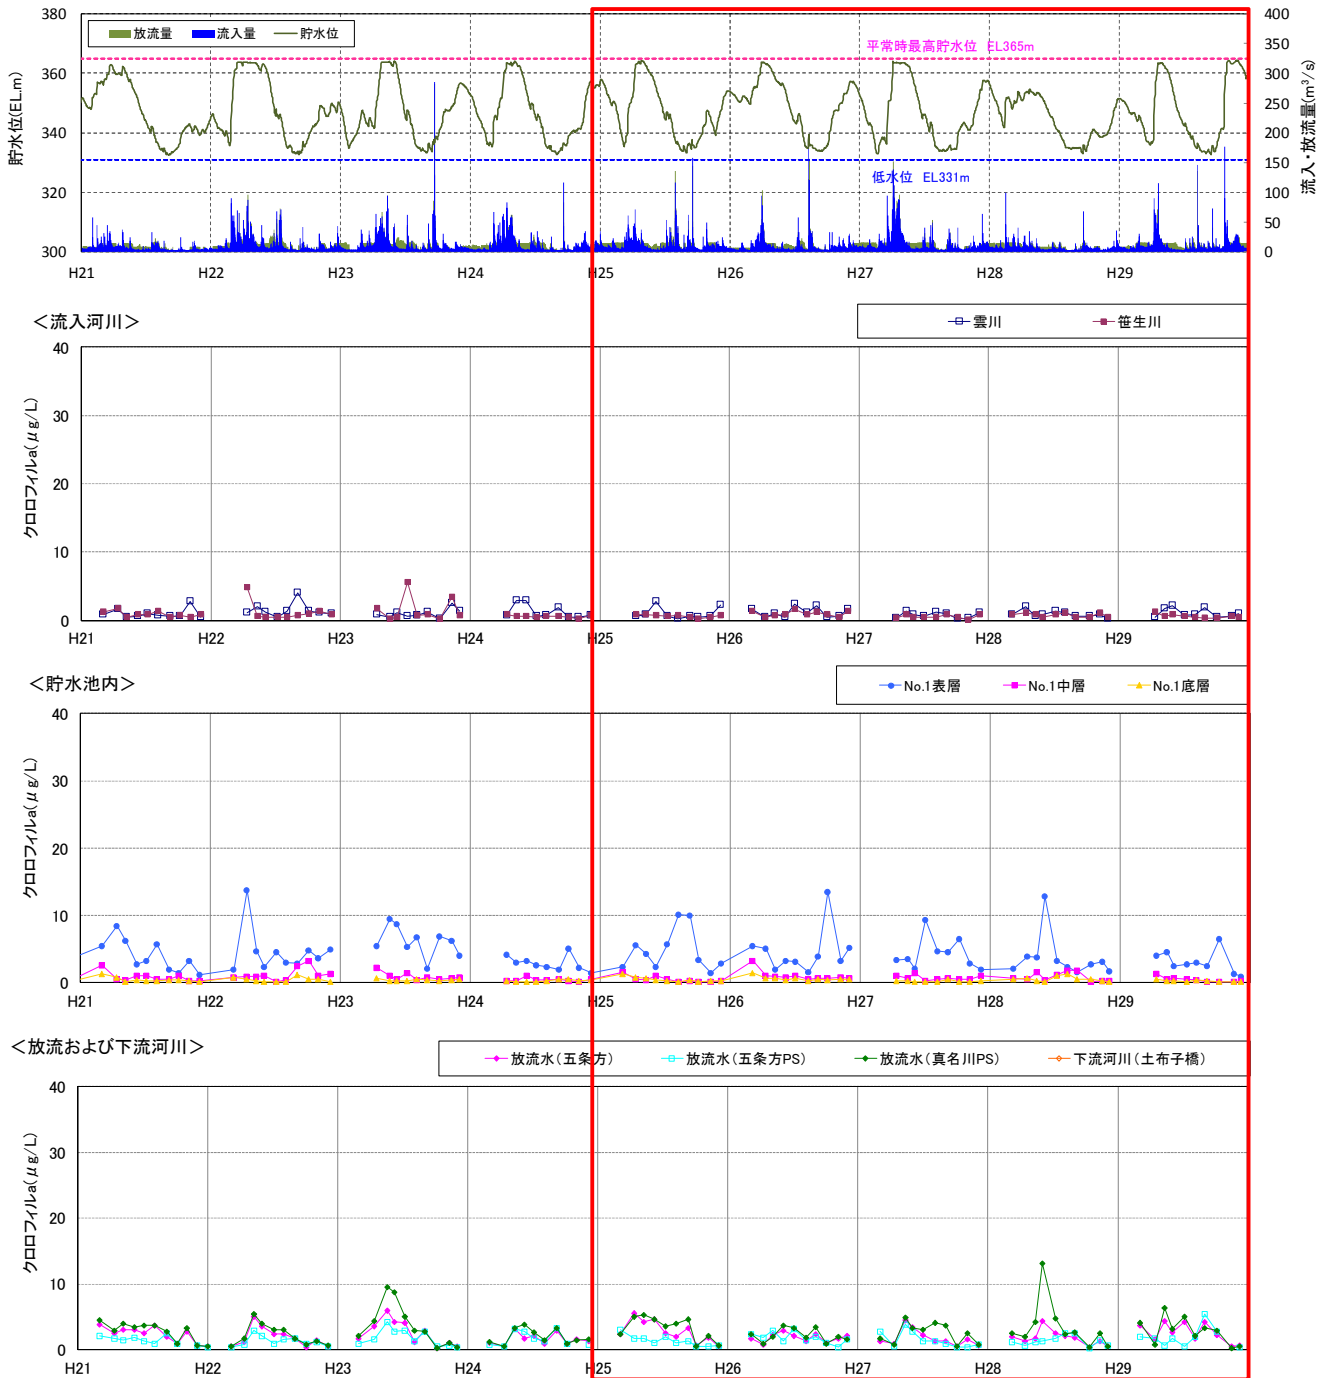 放流量 流入量 貯水位
平常時最高貯水位 EL365m
低水位 EL331m
貯水位(EL.m)
流入・放流量(m³/s)
380
360
340
320
300
400
350
300
250
200
150
100
50
0
H21 H22 H23 H24 H25 H26 H27 H28 H29
＜流入河川＞
雲川 笹生川
クロロフィルa(μg/L)
40
30
20
10
0
H21 H22 H23 H24 H25 H26 H27 H28 H29
＜貯水池内＞
No.1表層 No.1中層 No.1底層
クロロフィルa(μg/L)
40
30
20
10
0
H21 H22 H23 H24 H25 H26 H27 H28 H29
＜放流および下流河川＞
放流水(五条方) 放流水(五条方PS) 放流水(真名川PS) 下流河川(土布子橋)
クロロフィルa(μg/L)
40
30
20
10
0
H21 H22 H23 H24 H25 H26 H27 H28 H29